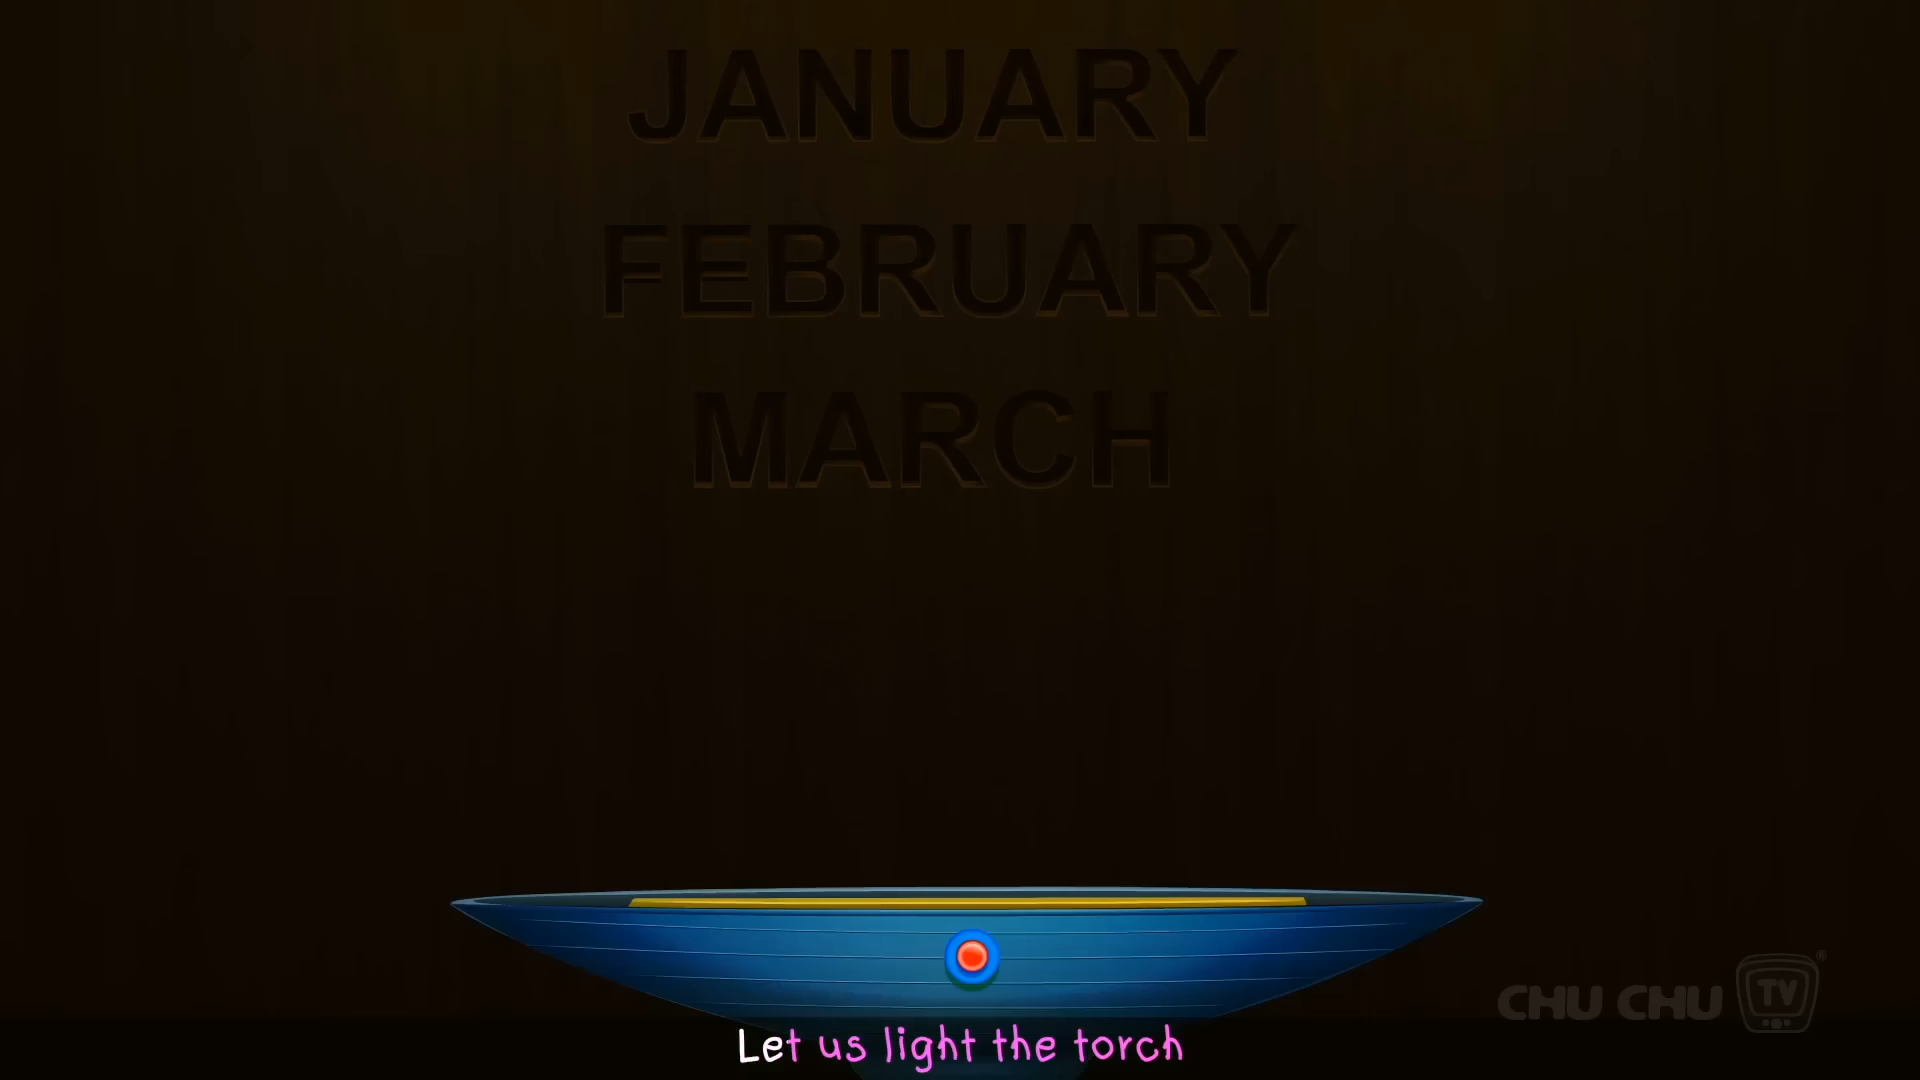 JANUARY
FEBRUARY
MARCH
CHU CHU TV®
Let us light the torch